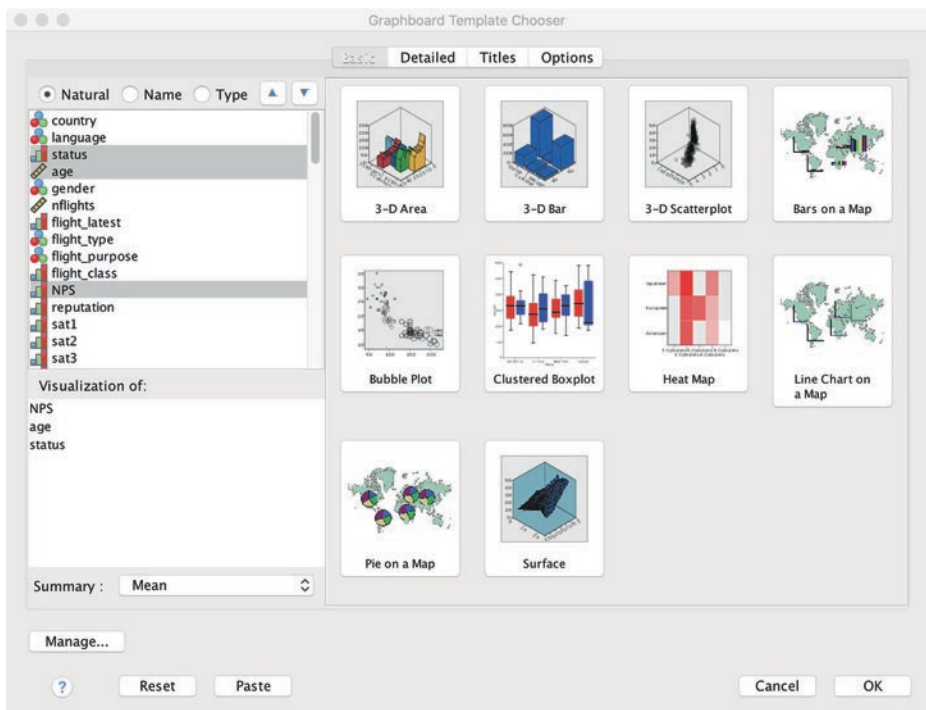 Graphboard Template Chooser
Basic Detailed Titles Options
Natural Name Type
country
language
status
age
gender
nflights
flight_latest
flight_type
flight_purpose
flight_class
NPS
reputation
sat1
sat2
sat3
Visualization of:
NPS
age
status
Summary : Mean
3-D Area
3-D Bar
3-D Scatterplot
Bars on a Map
Bubble Plot
Clustered Boxplot
Heat Map
Line Chart on
a Map
Pie on a Map
Surface
Manage...
? Reset Paste Cancel OK